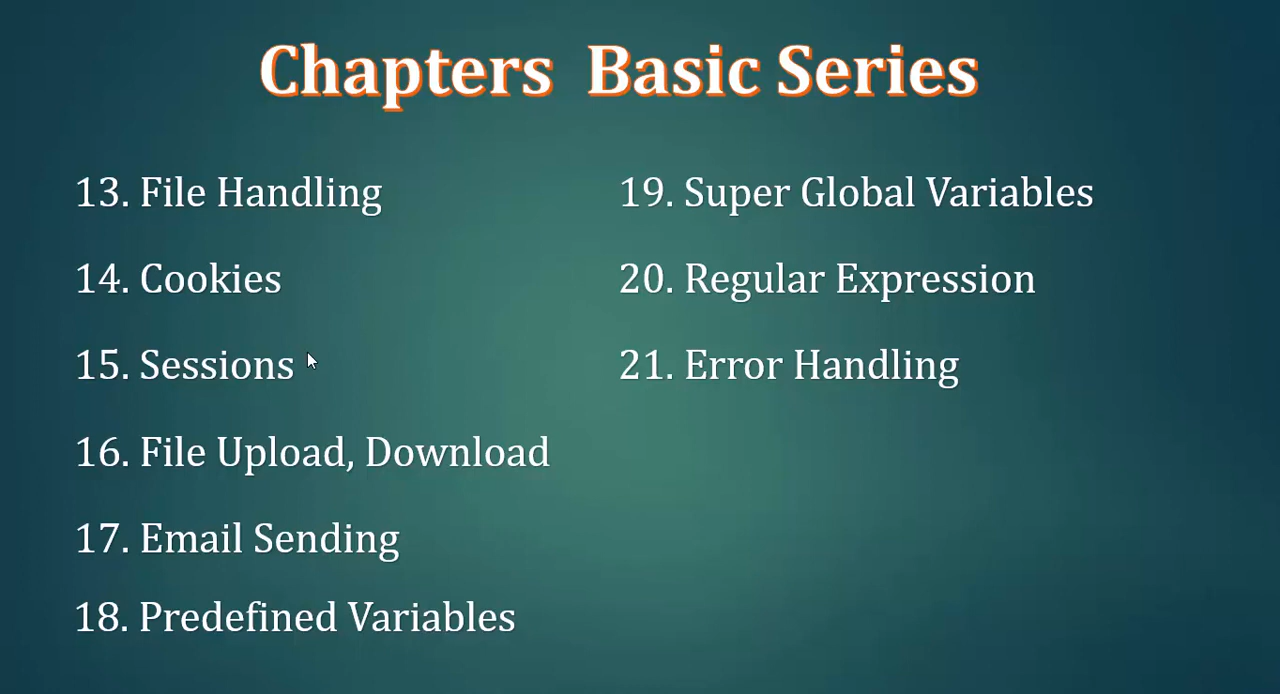 Chapters Basic Series
13. File Handling
14. Cookies
15. Sessions
16. File Upload, Download
17. Email Sending
18. Predefined Variables
19. Super Global Variables
20. Regular Expression
21. Error Handling